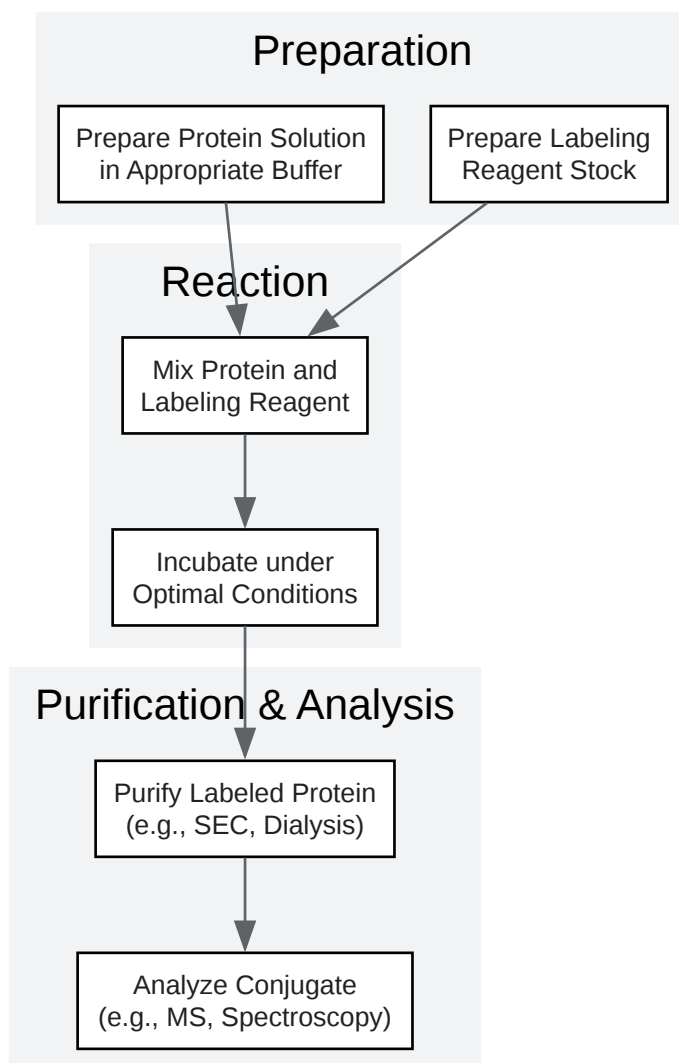 Preparation
Prepare Protein Solution
in Appropriate Buffer
Prepare Labeling
Reagent Stock
Reaction
Mix Protein and
Labeling Reagent
Incubate under
Optimal Conditions
Purification & Analysis
Purify Labeled Protein
(e.g., SEC, Dialysis)
Analyze Conjugate
(e.g., MS, Spectroscopy)